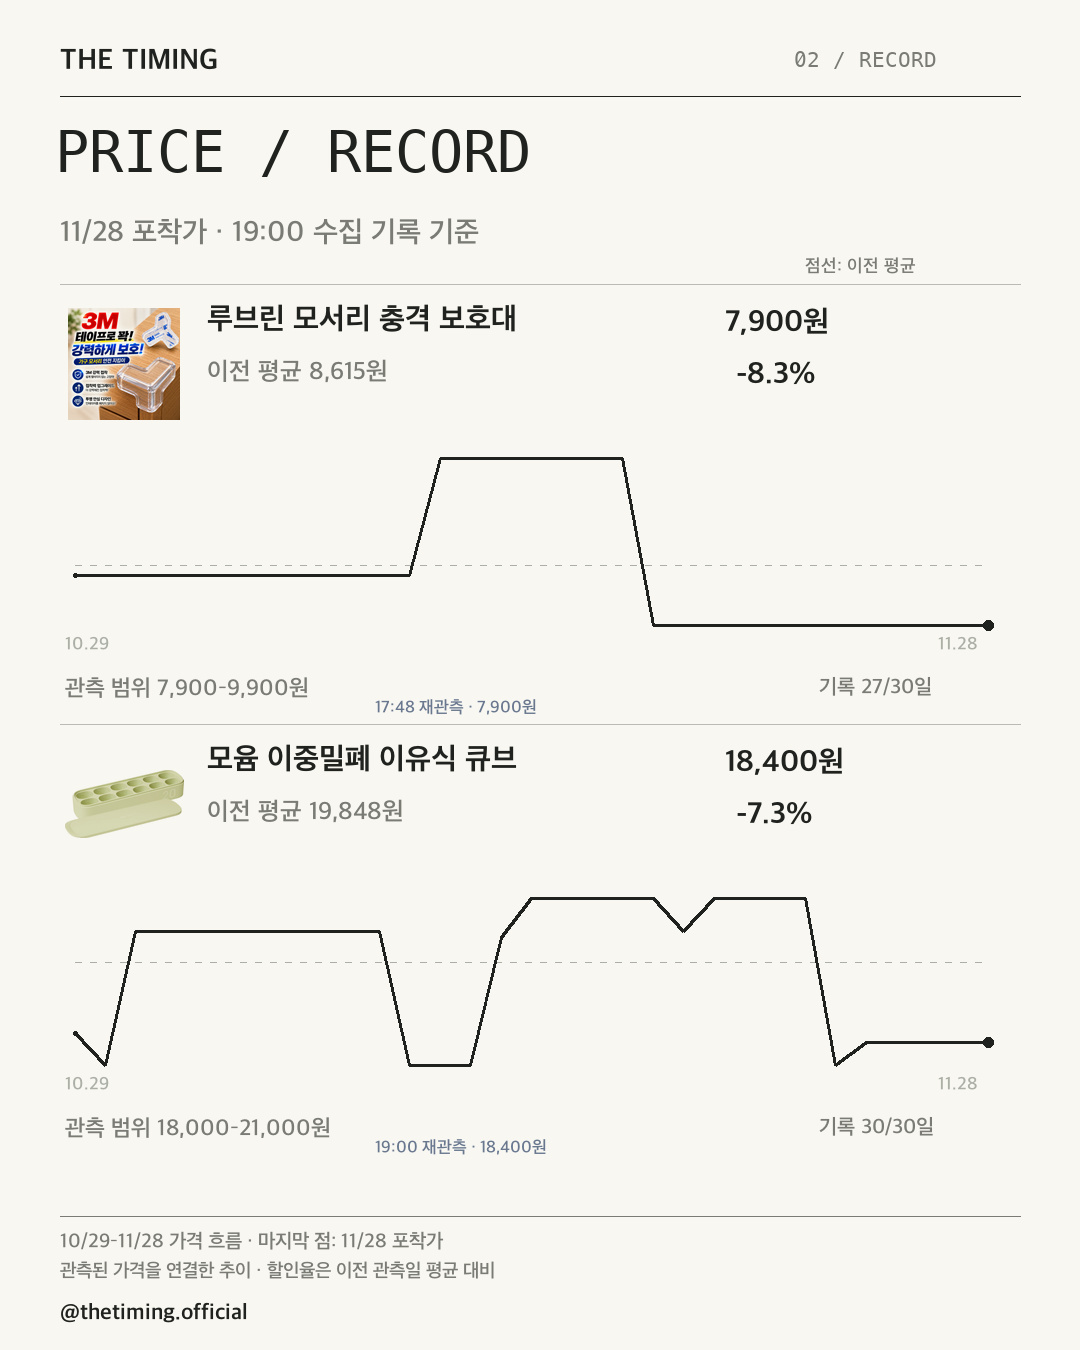 THE TIMING
02 / RECORD
PRICE / RECORD
11/28 포착가 · 19:00 수집 기록 기준
점선: 이전 평균
3M
테이프로 꽉!
강력하게 보호!
루브린 모서리 충격 보호대
7,900원
이전 평균 8,615원
-8.3%
10.29
11.28
관측 범위 7,900-9,900원
기록 27/30일
17:48 재관측 · 7,900원
모윰 이중밀폐 이유식 큐브
18,400원
이전 평균 19,848원
-7.3%
10.29
11.28
관측 범위 18,000-21,000원
기록 30/30일
19:00 재관측 · 18,400원
10/29-11/28 가격 흐름 · 마지막 점: 11/28 포착가
관측된 가격을 연결한 추이 · 할인율은 이전 관측일 평균 대비
@thetiming.official